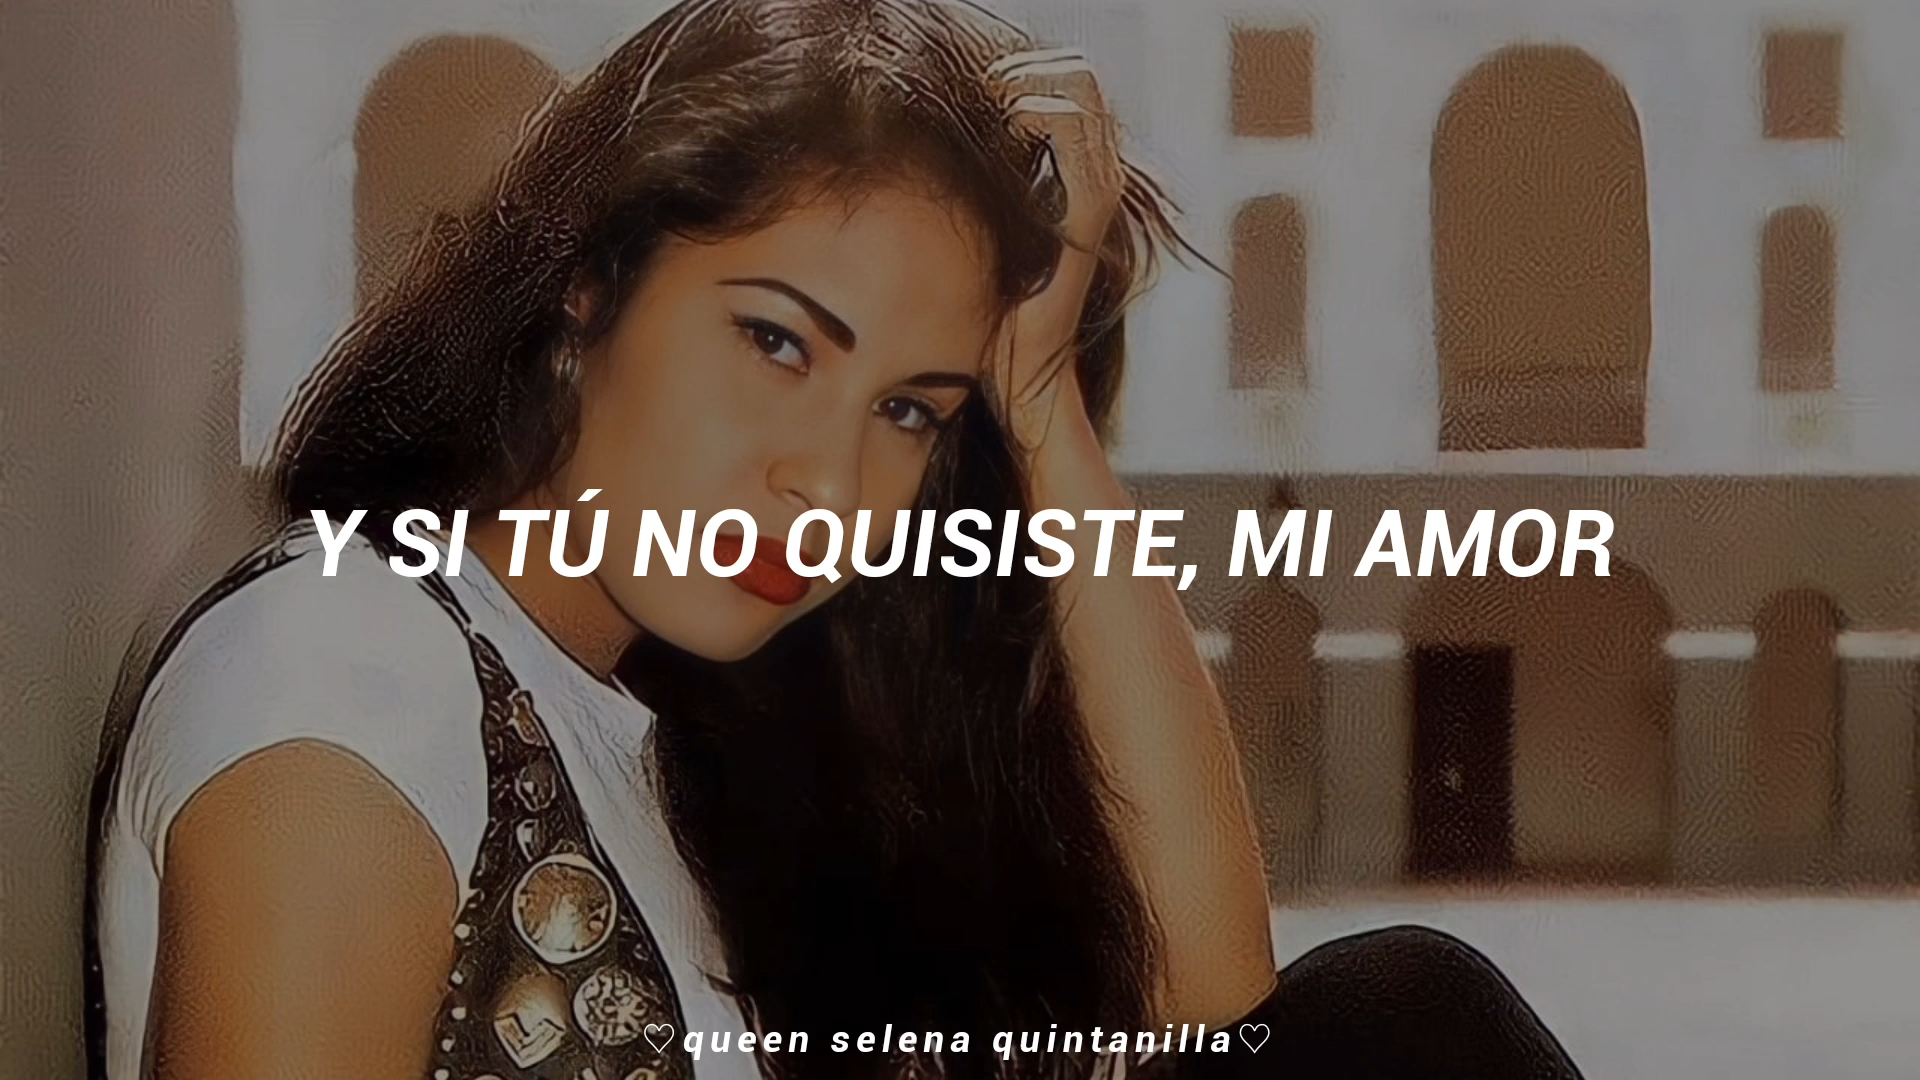 Y SI TÚ NO QUISISTE, MI AMOR
♡queen selena quintanilla♡